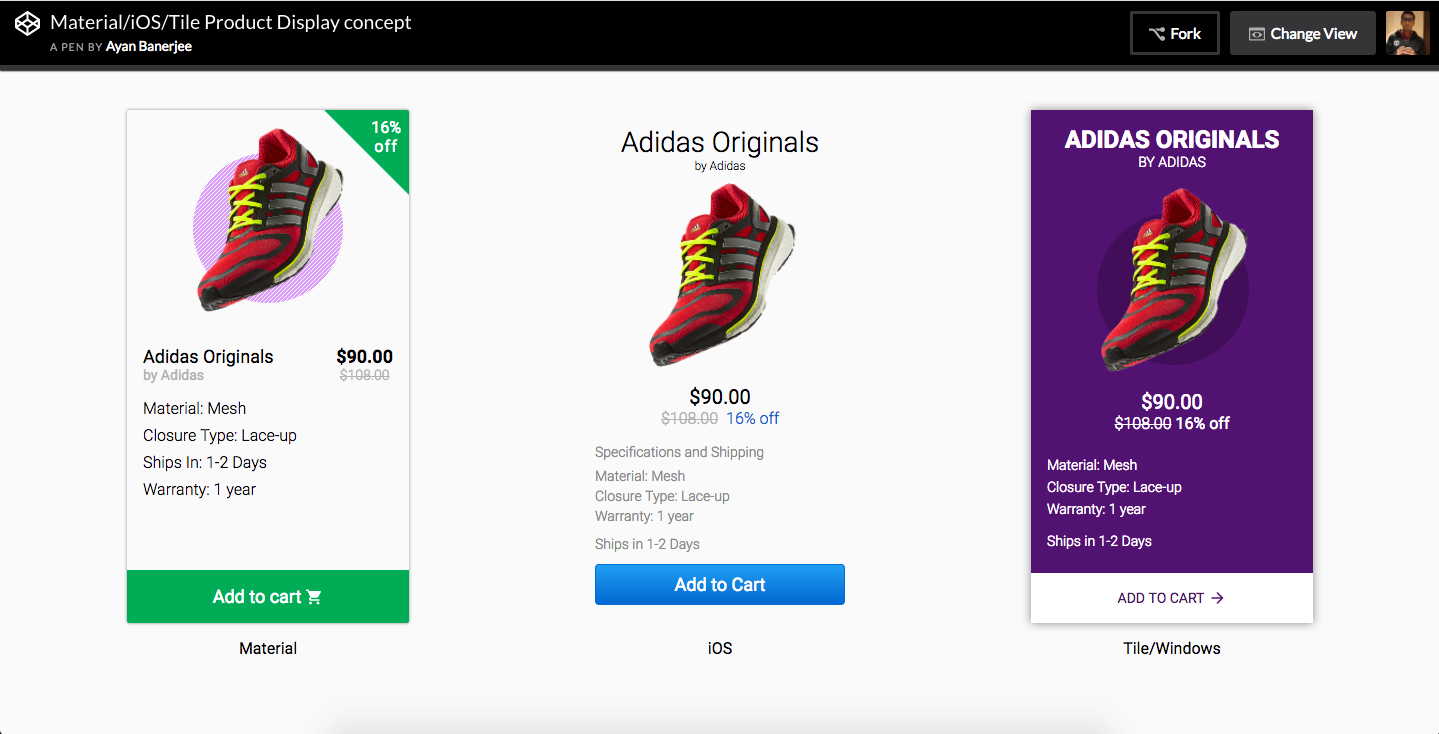 Material/iOS/Tile Product Display concept
A PEN BY Ayan Banerjee
Fork
Change View
16%
off
Adidas Originals
$90.00
by Adidas
$108.00
Material: Mesh
Closure Type: Lace-up
Ships In: 1-2 Days
Warranty: 1 year
Add to cart
Material
Adidas Originals
by Adidas
$90.00
$108.00 16% off
Specifications and Shipping
Material: Mesh
Closure Type: Lace-up
Warranty: 1 year
Ships in 1-2 Days
Add to Cart
iOS
ADIDAS ORIGINALS
BY ADIDAS
$90.00
$108.00 16% off
Material: Mesh
Closure Type: Lace-up
Warranty: 1 year
Ships in 1-2 Days
ADD TO CART
Tile/Windows